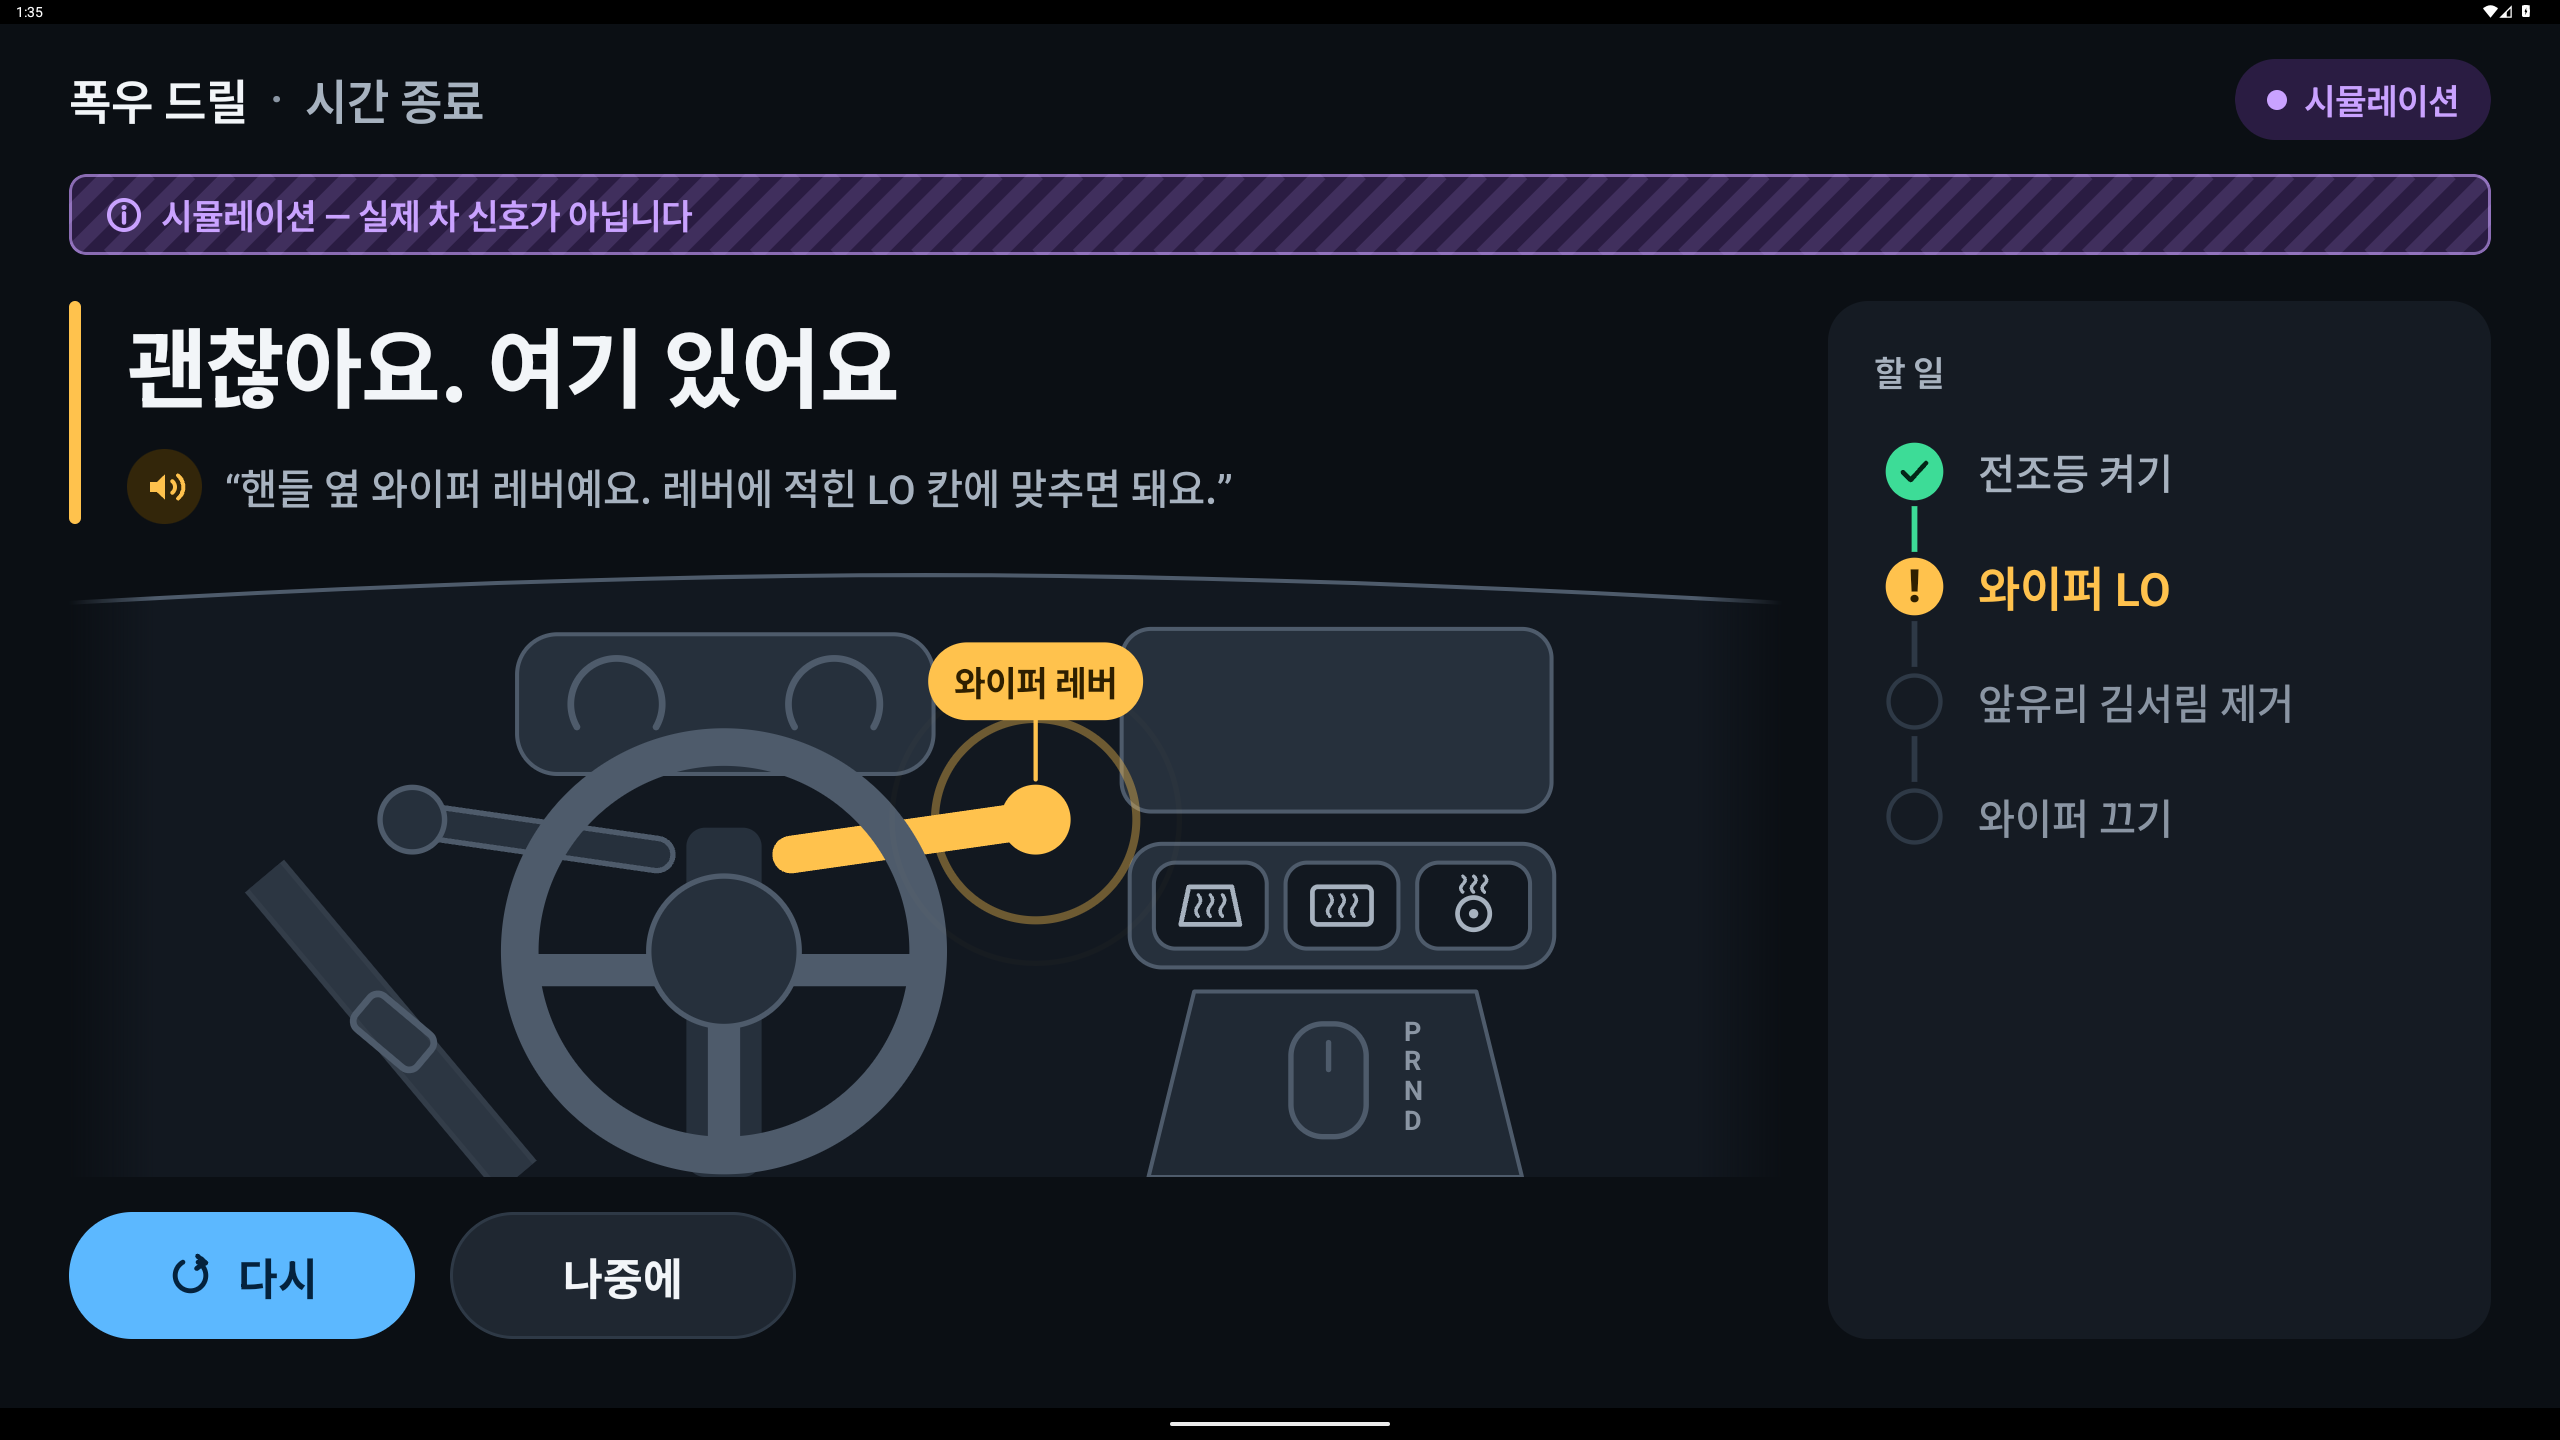 1:35
폭우 드릴 · 시간 종료
시뮬레이션
시뮬레이션 – 실제 차 신호가 아닙니다
괜찮아요. 여기 있어요
“핸들 옆 와이퍼 레버예요. 레버에 적힌 LO 칸에 맞추면 돼요.”
와이퍼 레버
P
R
N
D
다시
나중에
할 일
전조등 켜기
와이퍼 LO
앞유리 김서림 제거
와이퍼 끄기